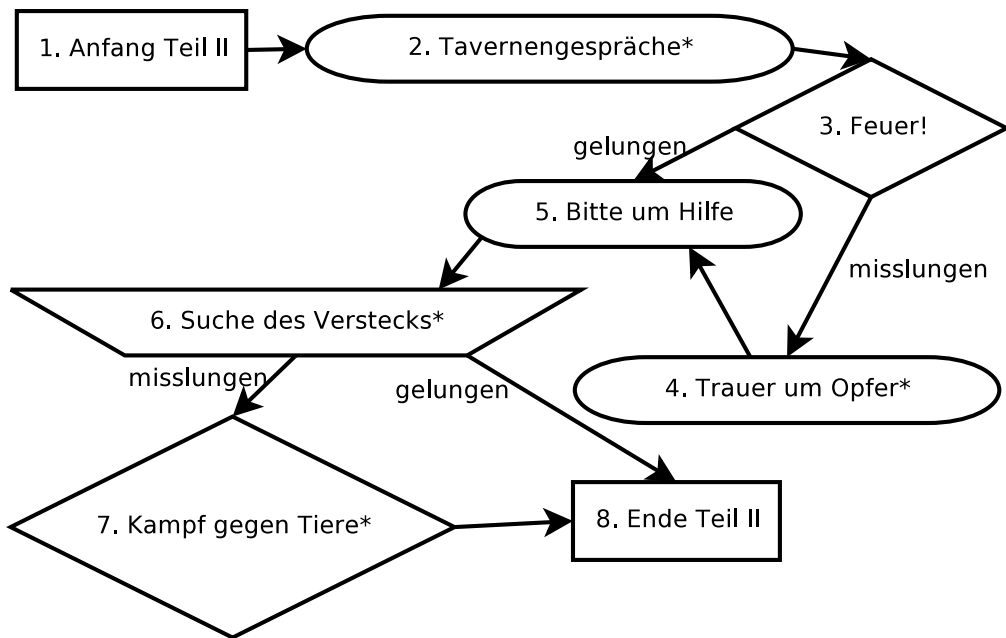 1. Anfang Teil II
2. Tavernengespräche*
3. Feuer!
gelungen
5. Bitte um Hilfe
misslungen
6. Suche des Verstecks*
misslungen
gelungen
4. Trauer um Opfer*
7. Kampf gegen Tiere*
8. Ende Teil II